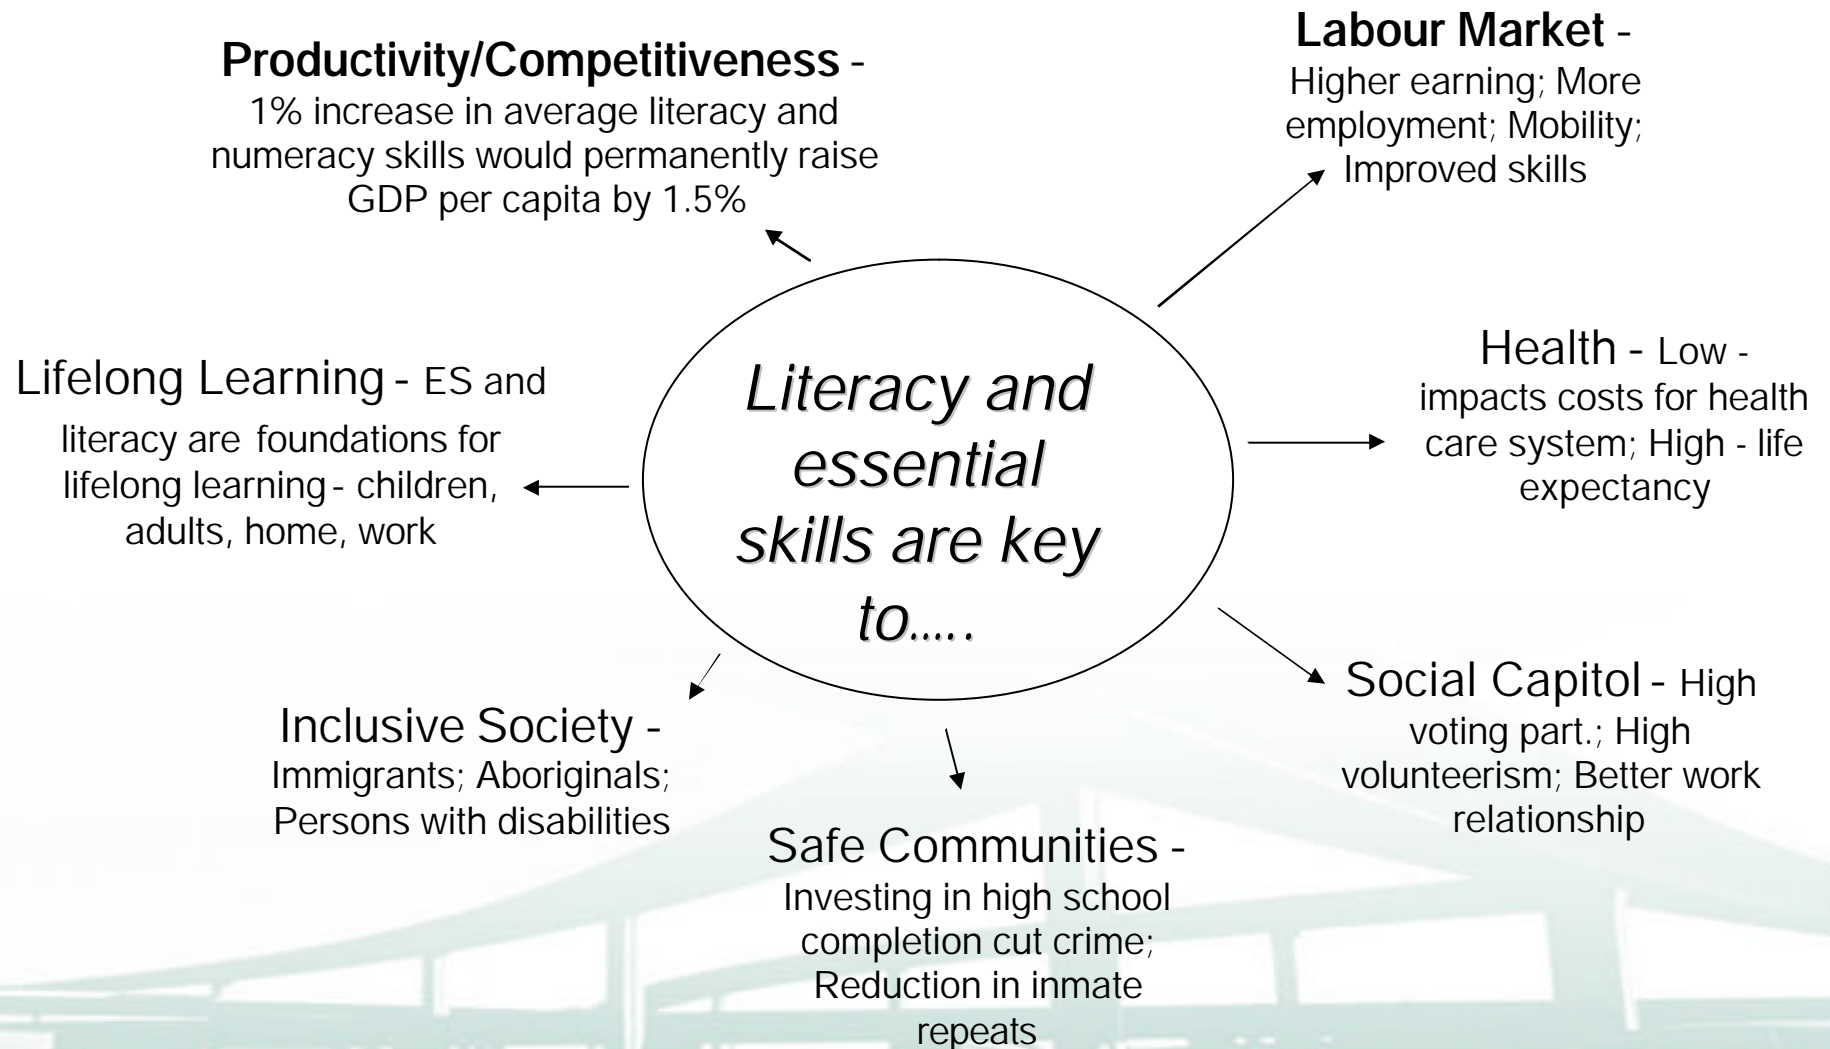 Productivity/Competitiveness -
1% increase in average literacy and
numeracy skills would permanently raise
GDP per capita by 1.5%
Labour Market -
Higher earning; More
employment; Mobility;
Improved skills
Lifelong Learning - ES and
literacy are foundations for
lifelong learning - children,
adults, home, work
Literacy and
essential
skills are key
to.....
Health - Low -
impacts costs for health
care system; High - life
expectancy
Inclusive Society -
Immigrants; Aboriginals;
Persons with disabilities
Safe Communities -
Investing in high school
completion cut crime;
Reduction in inmate
repeats
Social Capitol - High
voting part.; High
volunteerism; Better work
relationship